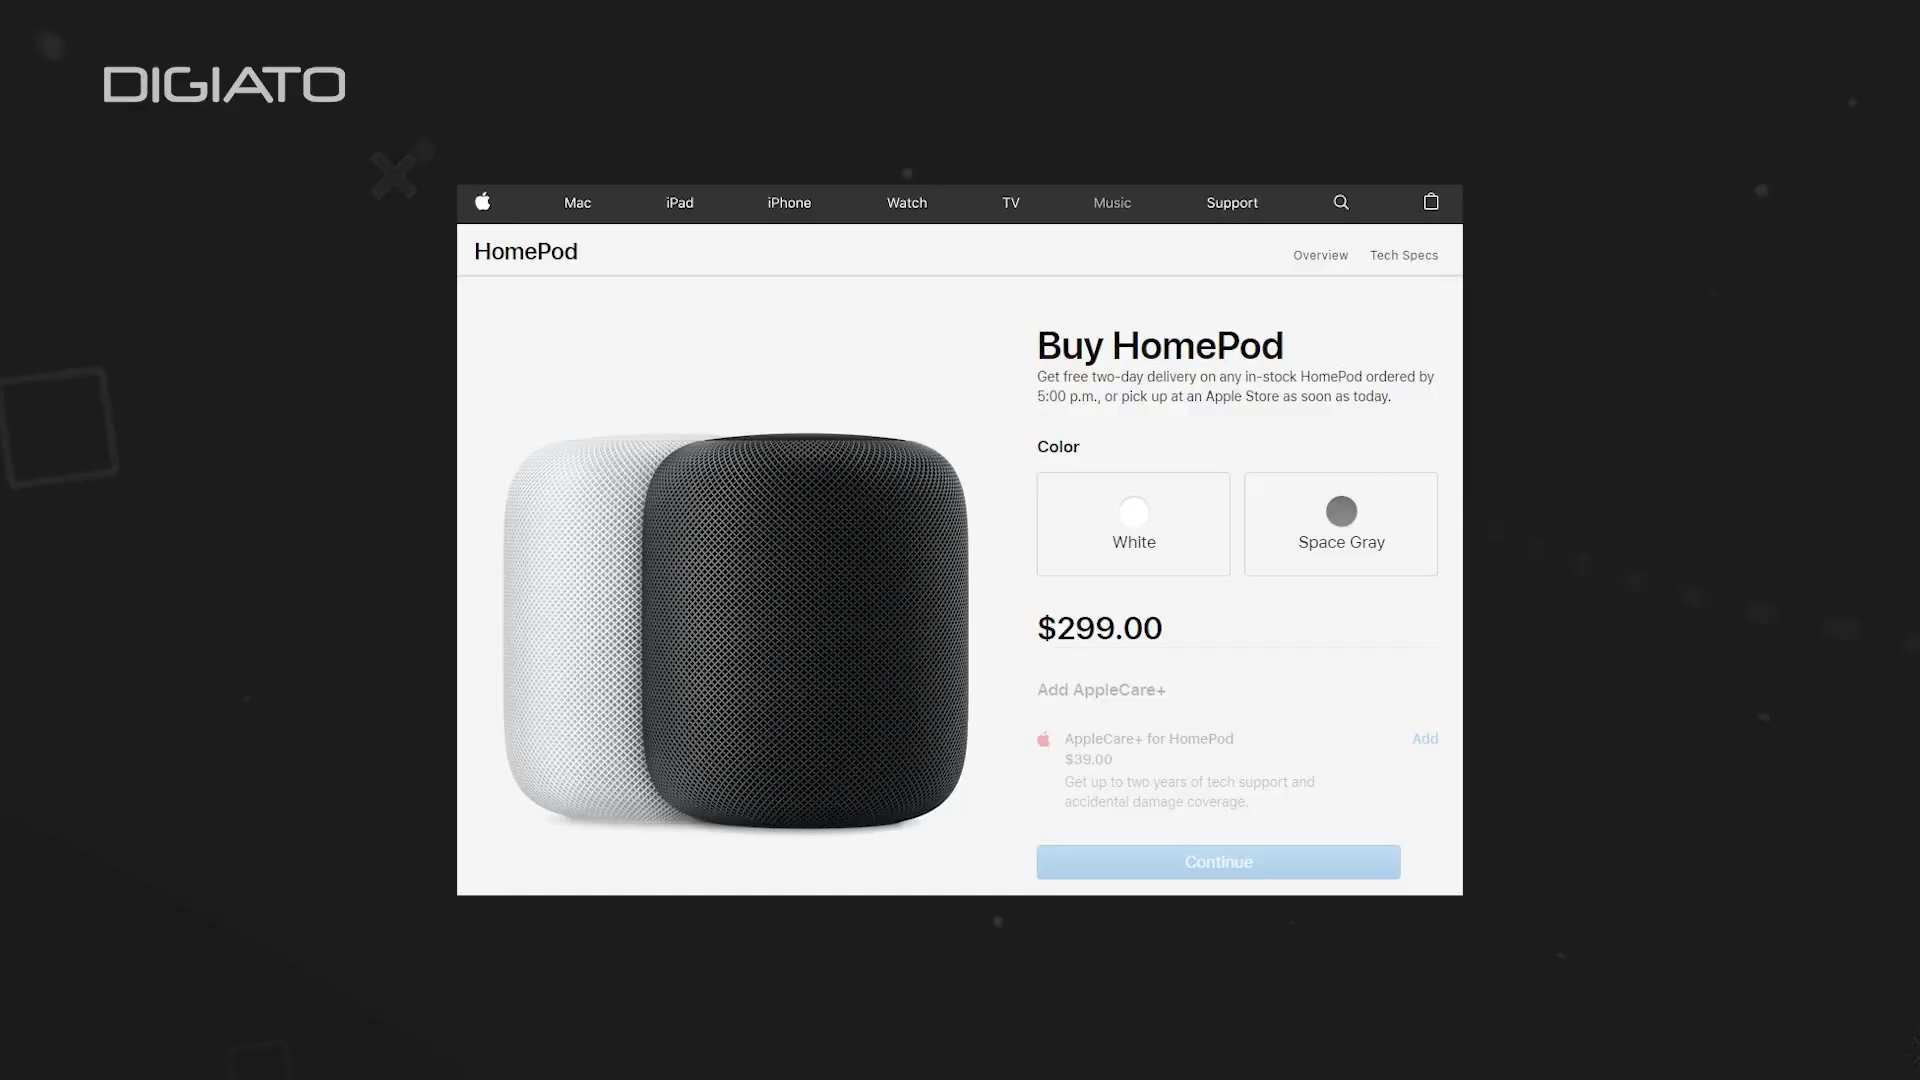 DIGIATO
Mac iPad iPhone Watch TV Music Support
HomePod
Overview Tech Specs
Buy HomePod
Get free two-day delivery on any in-stock HomePod ordered by
5:00 p.m., or pick up at an Apple Store as soon as today.
Color
White Space Gray
$299.00
Add AppleCare+
AppleCare+ for HomePod Add
$39.00
Get up to two years of tech support and
accidental damage coverage.
Continue